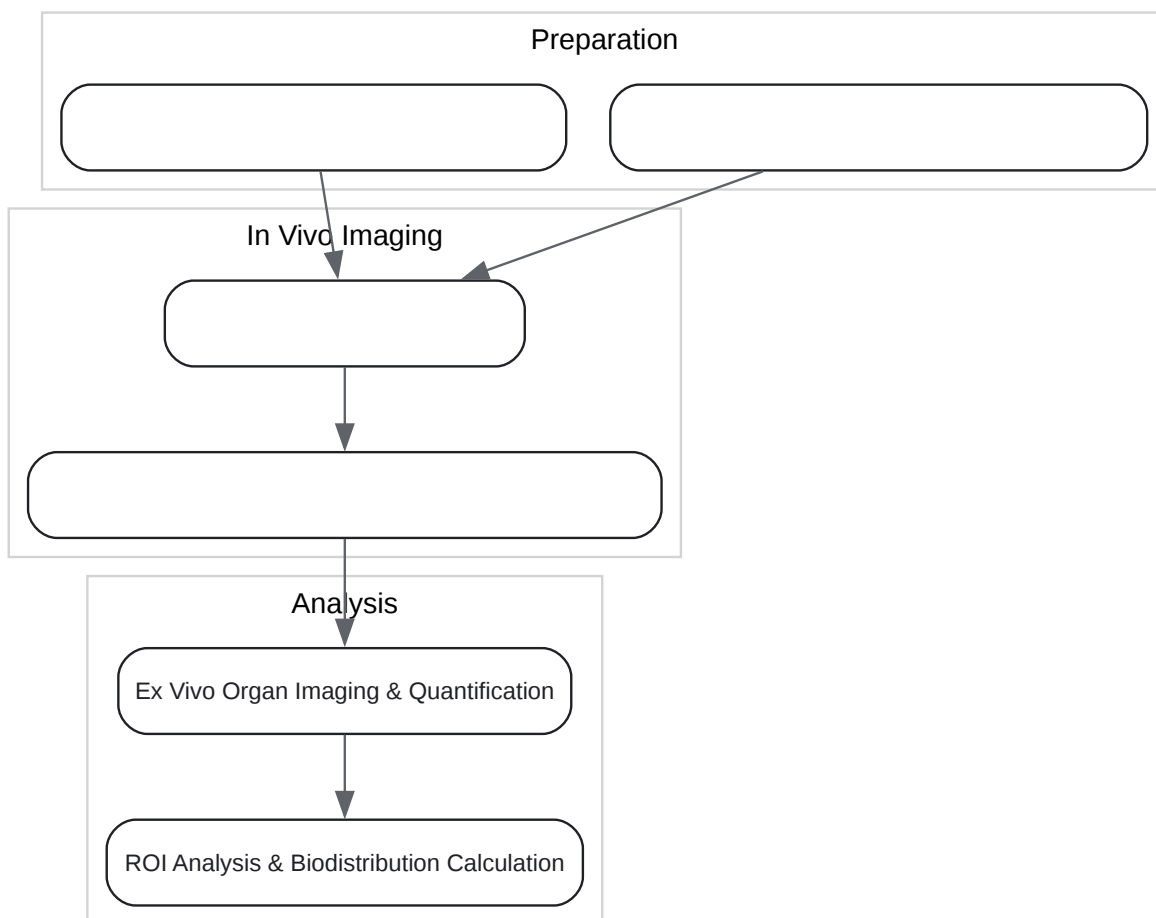 Preparation
In Vivo Imaging
Analysis
Ex Vivo Organ Imaging & Quantification
ROI Analysis & Biodistribution Calculation